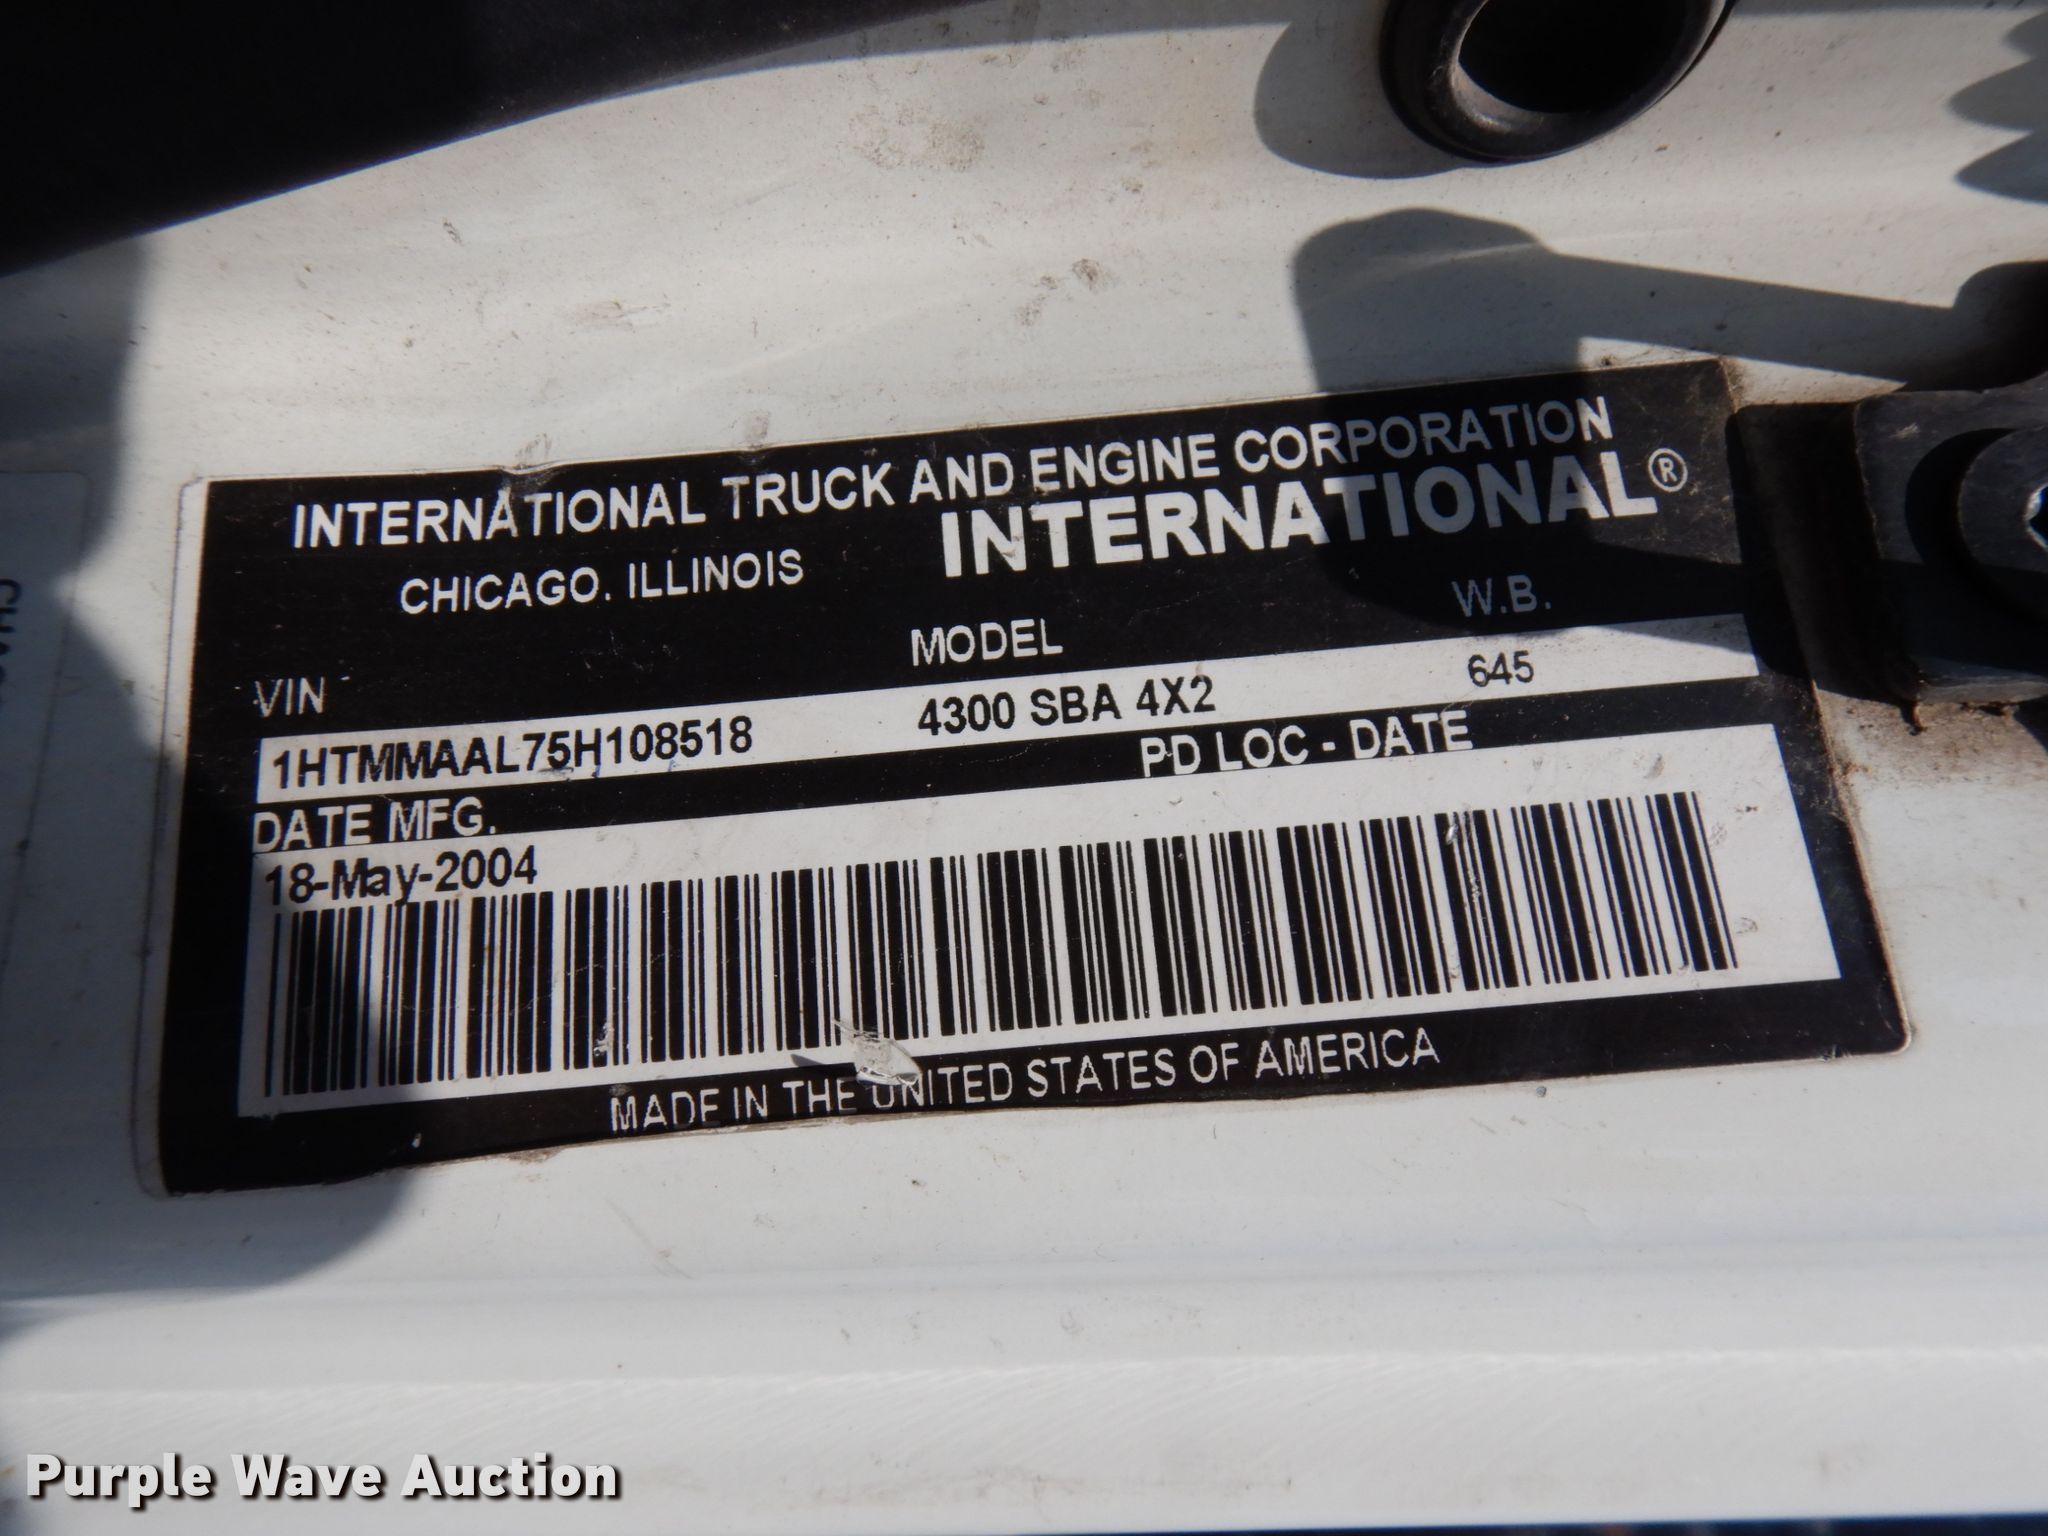 INTERNATIONAL TRUCK AND ENGINE CORPORATION
CHICAGO. ILLINOIS INTERNATIONAL®
VIN MODEL W.B.
1HTMMAAL75H108518 4300 SBA 4X2 645
DATE MFG. PD LOC - DATE
18-May-2004
MADE IN THE UNITED STATES OF AMERICA
Purple Wave Auction